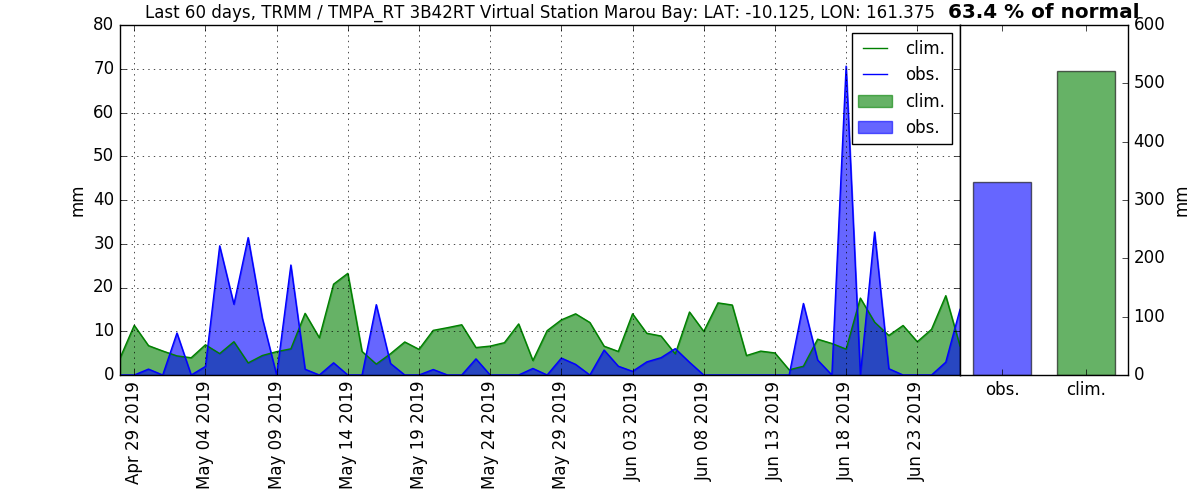 Last 60 days, TRMM / TMPA_RT 3B42RT Virtual Station Marou Bay: LAT: -10.125, LON: 161.375 63.4 % of normal
80
70
60
50
40
30
20
10
0
mm
clim.
obs.
clim.
obs.
Apr 29 2019
May 04 2019
May 09 2019
May 14 2019
May 19 2019
May 24 2019
May 29 2019
Jun 03 2019
Jun 08 2019
Jun 13 2019
Jun 18 2019
Jun 23 2019
600
500
400
300
200
100
0
mm
obs. clim.